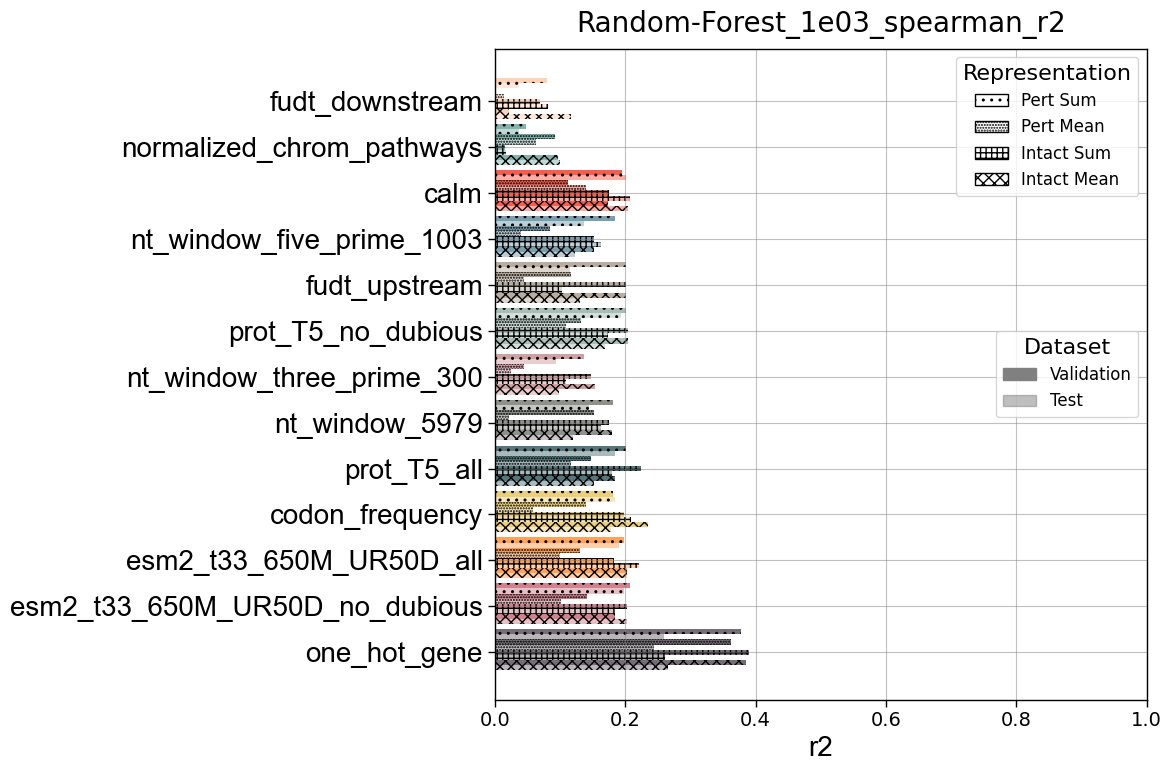 Random-Forest_1e03_spearman_r2
Representation
Pert Sum
Pert Mean
Intact Sum
Intact Mean
Dataset
Validation
Test
fudt_downstream
normalized_chrom_pathways
calm
nt_window_five_prime_1003
fudt_upstream
prot_T5_no_dubious
nt_window_three_prime_300
nt_window_5979
prot_T5_all
codon_frequency
esm2_t33_650M_UR50D_all
esm2_t33_650M_UR50D_no_dubious
one_hot_gene
0.0 0.2 0.4 0.6 0.8 1.0
r2